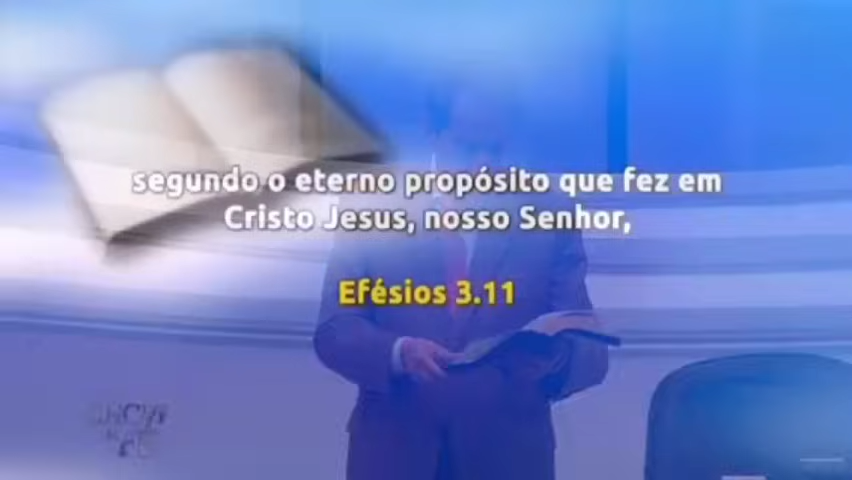 segundo o eterno propósito que fez em
Cristo Jesus, nosso Senhor,
Efésios 3.11